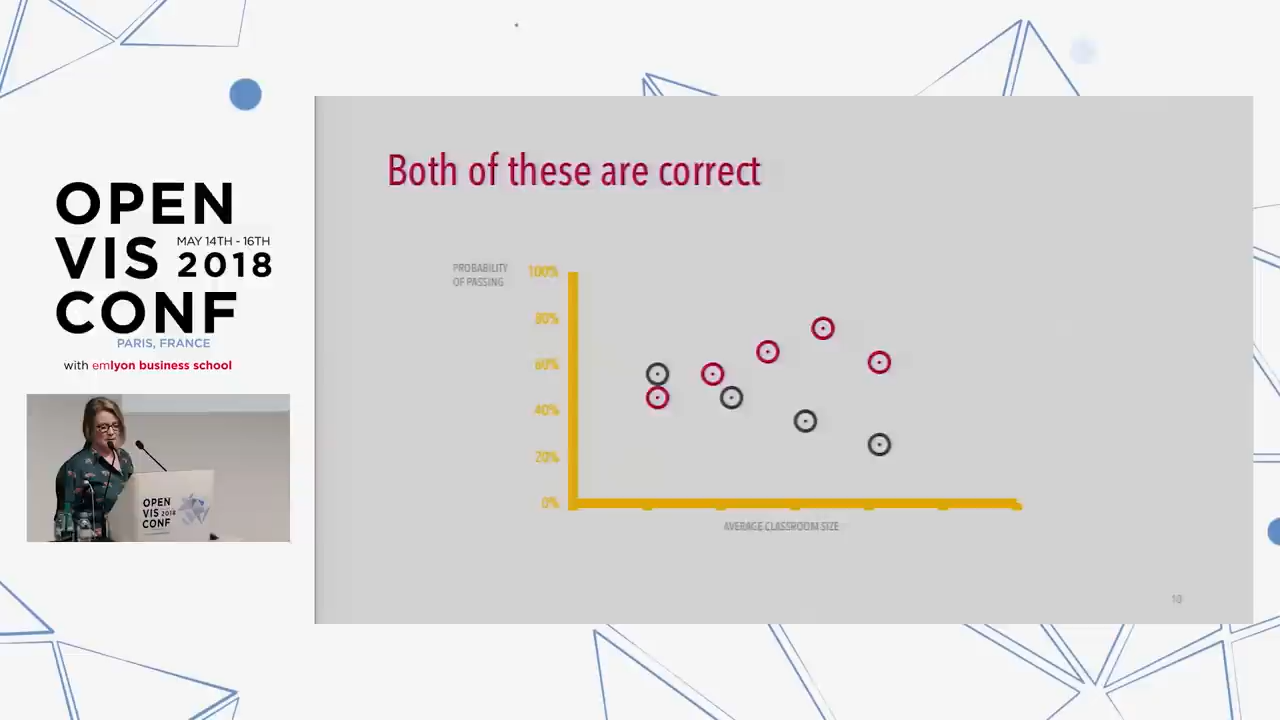 OPEN
VIS
CONF
MAY 14TH - 16TH
2018
PARIS, FRANCE
with emlyon business school
OPEN
VIS 2018
CONF
Both of these are correct
PROBABILITY
OF PASSING
100%
80%
60%
40%
20%
0%
AVERAGE CLASSROOM SIZE
10